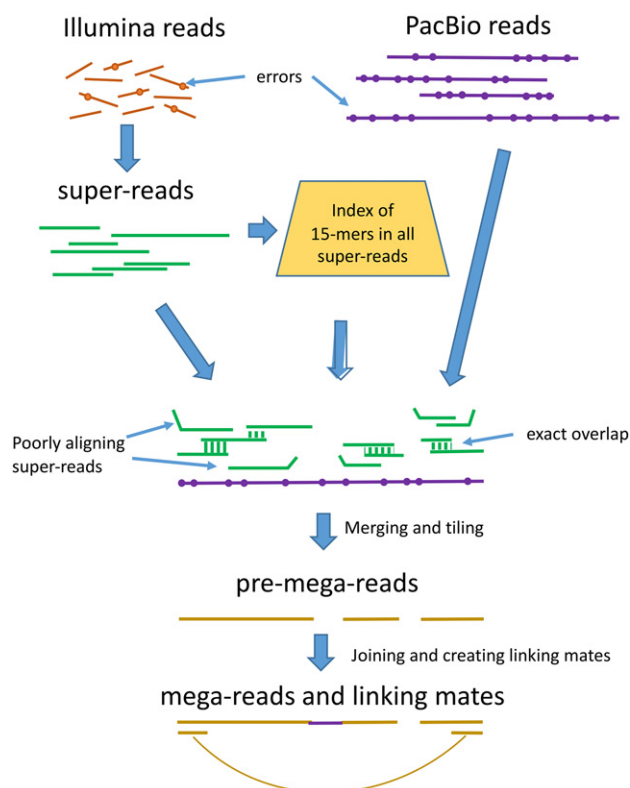 Illumina reads
PacBio reads
errors
super-reads
Index of
15-mers in all
super-reads
Poorly aligning
super-reads
exact overlap
Merging and tiling
pre-mega-reads
Joining and creating linking mates
mega-reads and linking mates